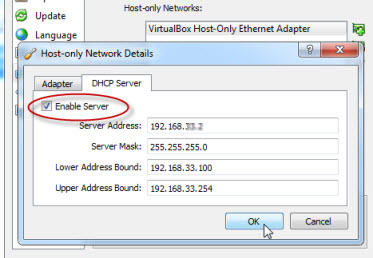 Host-only Networks:
Update
VirtualBox Host-Only Ethernet Adapter
Language
Host-only Network Details
Adapter
DHCP Server
Enable Server
Server Address: 192.168.33.2
Server Mask: 255.255.255.0
Lower Address Bound: 192.168.33.100
Upper Address Bound: 192.168.33.254
OK
Cancel